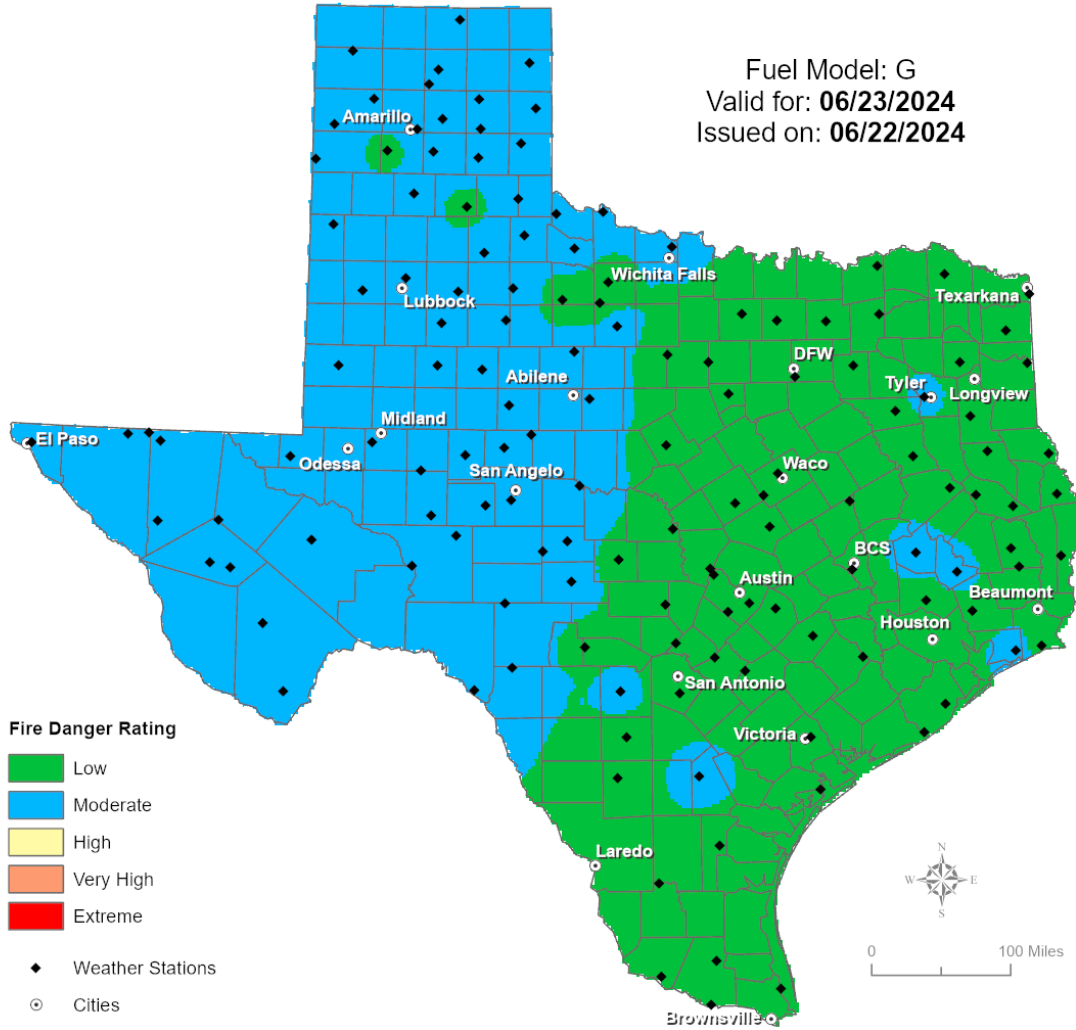 Fuel Model: G
Valid for: 06/23/2024
Issued on: 06/22/2024
Amarillo
Wichita Falls
Lubbock
Texarkana
DFW
Abilene
Tyler
Longview
Midland
El Paso
Odessa
San Angelo
Waco
BCS
Austin
Beaumont
Houston
San Antonio
Victoria
Laredo
Brownsville
Fire Danger Rating
Low
Moderate
High
Very High
Extreme
Weather Stations
Cities
N
W
E
S
0
100 Miles